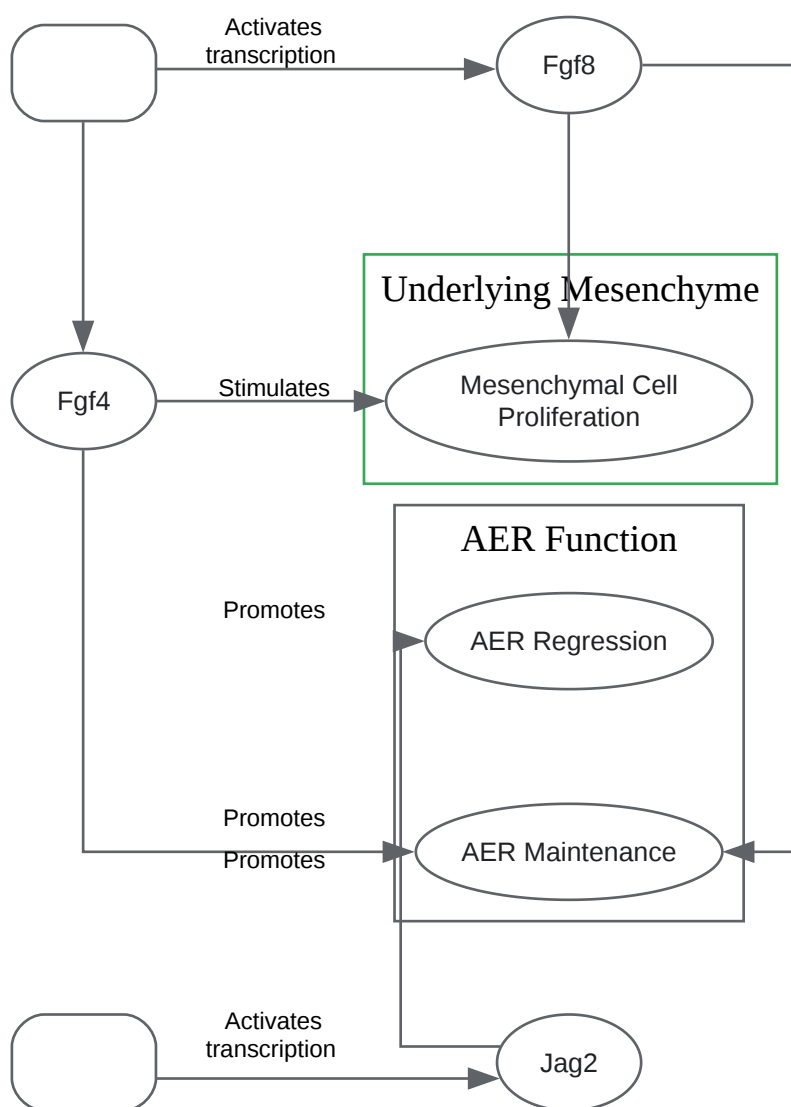 Activates
transcription
Fgf8
Underlying Mesenchyme
Fgf4
Stimulates
Mesenchymal Cell
Proliferation
AER Function
Promotes
AER Regression
Promotes
AER Maintenance
Promotes
Activates
transcription
Jag2